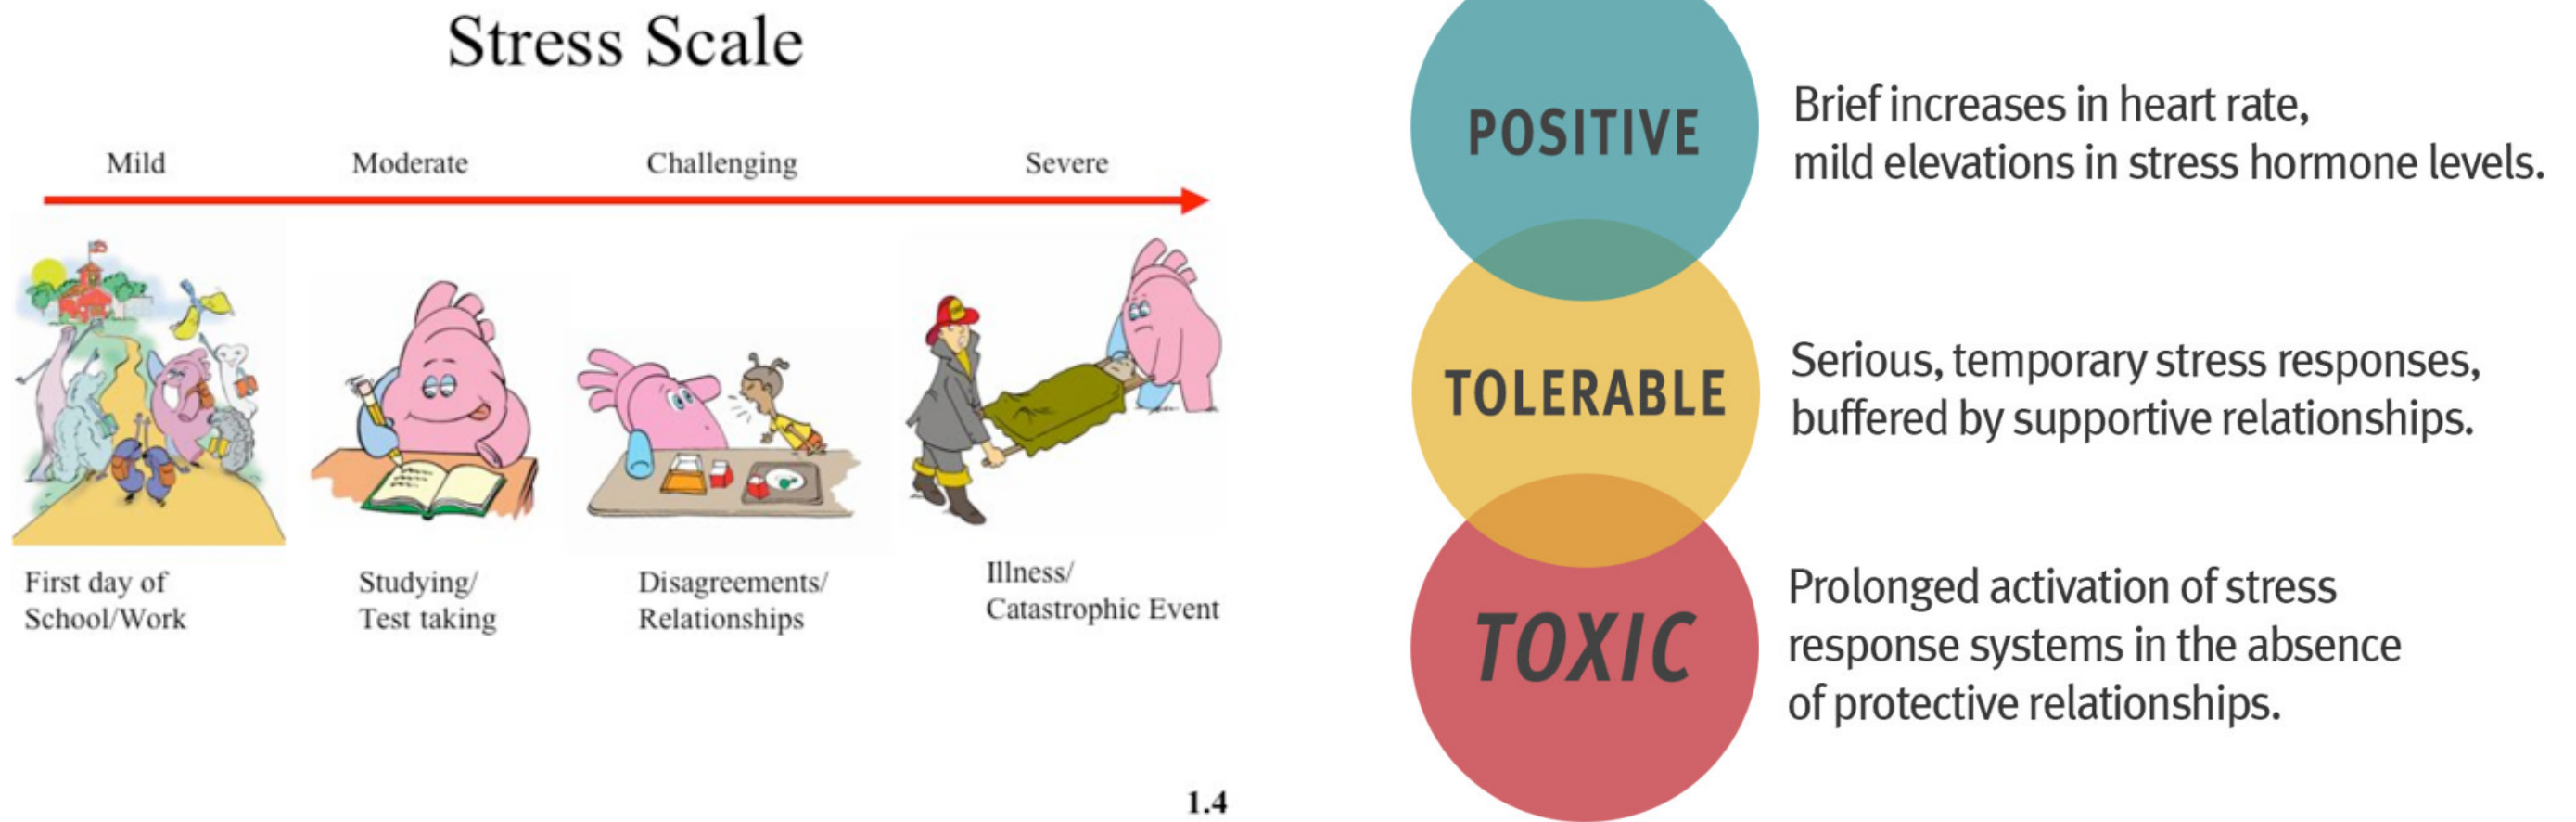 Stress Scale
Mild Moderate Challenging Severe
First day of
School/Work
Studying/
Test taking
Disagreements/
Relationships
Illness/
Catastrophic Event
1.4
POSITIVE
Brief increases in heart rate,
mild elevations in stress hormone levels.
TOLERABLE
Serious, temporary stress responses,
buffered by supportive relationships.
TOXIC
Prolonged activation of stress
response systems in the absence
of protective relationships.